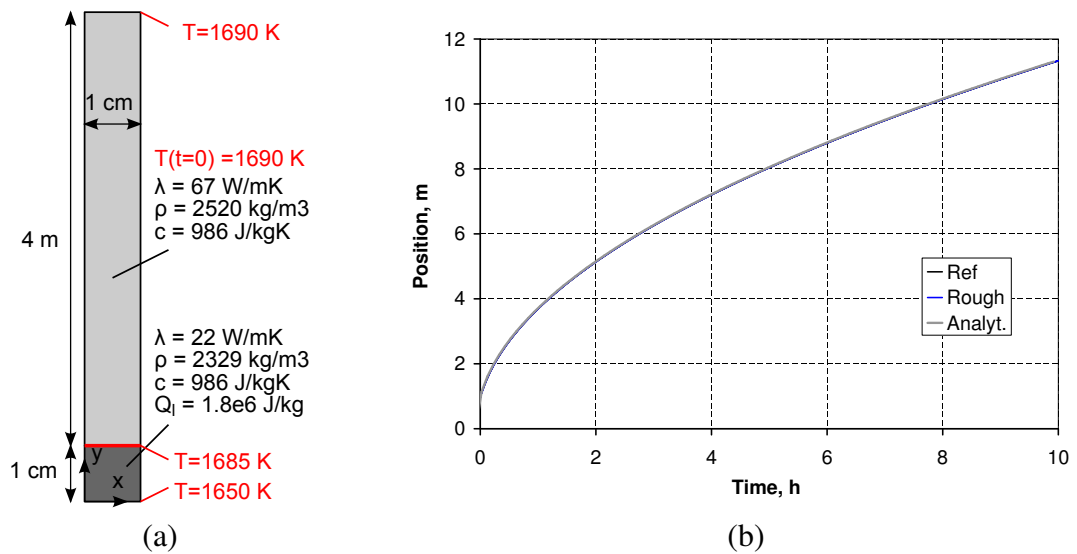 T=1690 K
1 cm
T(t=0) =1690 K
λ = 67 W/mK
ρ = 2520 kg/m3
c = 986 J/kgK
4 m
λ = 22 W/mK
ρ = 2329 kg/m3
c = 986 J/kgK
Ql = 1.8e6 J/kg
1 cm
y
x
T=1685 K
T=1650 K
(a)
Position, m
12
10
8
6
4
2
0
0 2 4 6 8 10
Time, h
Ref
Rough
Analyt.
(b)